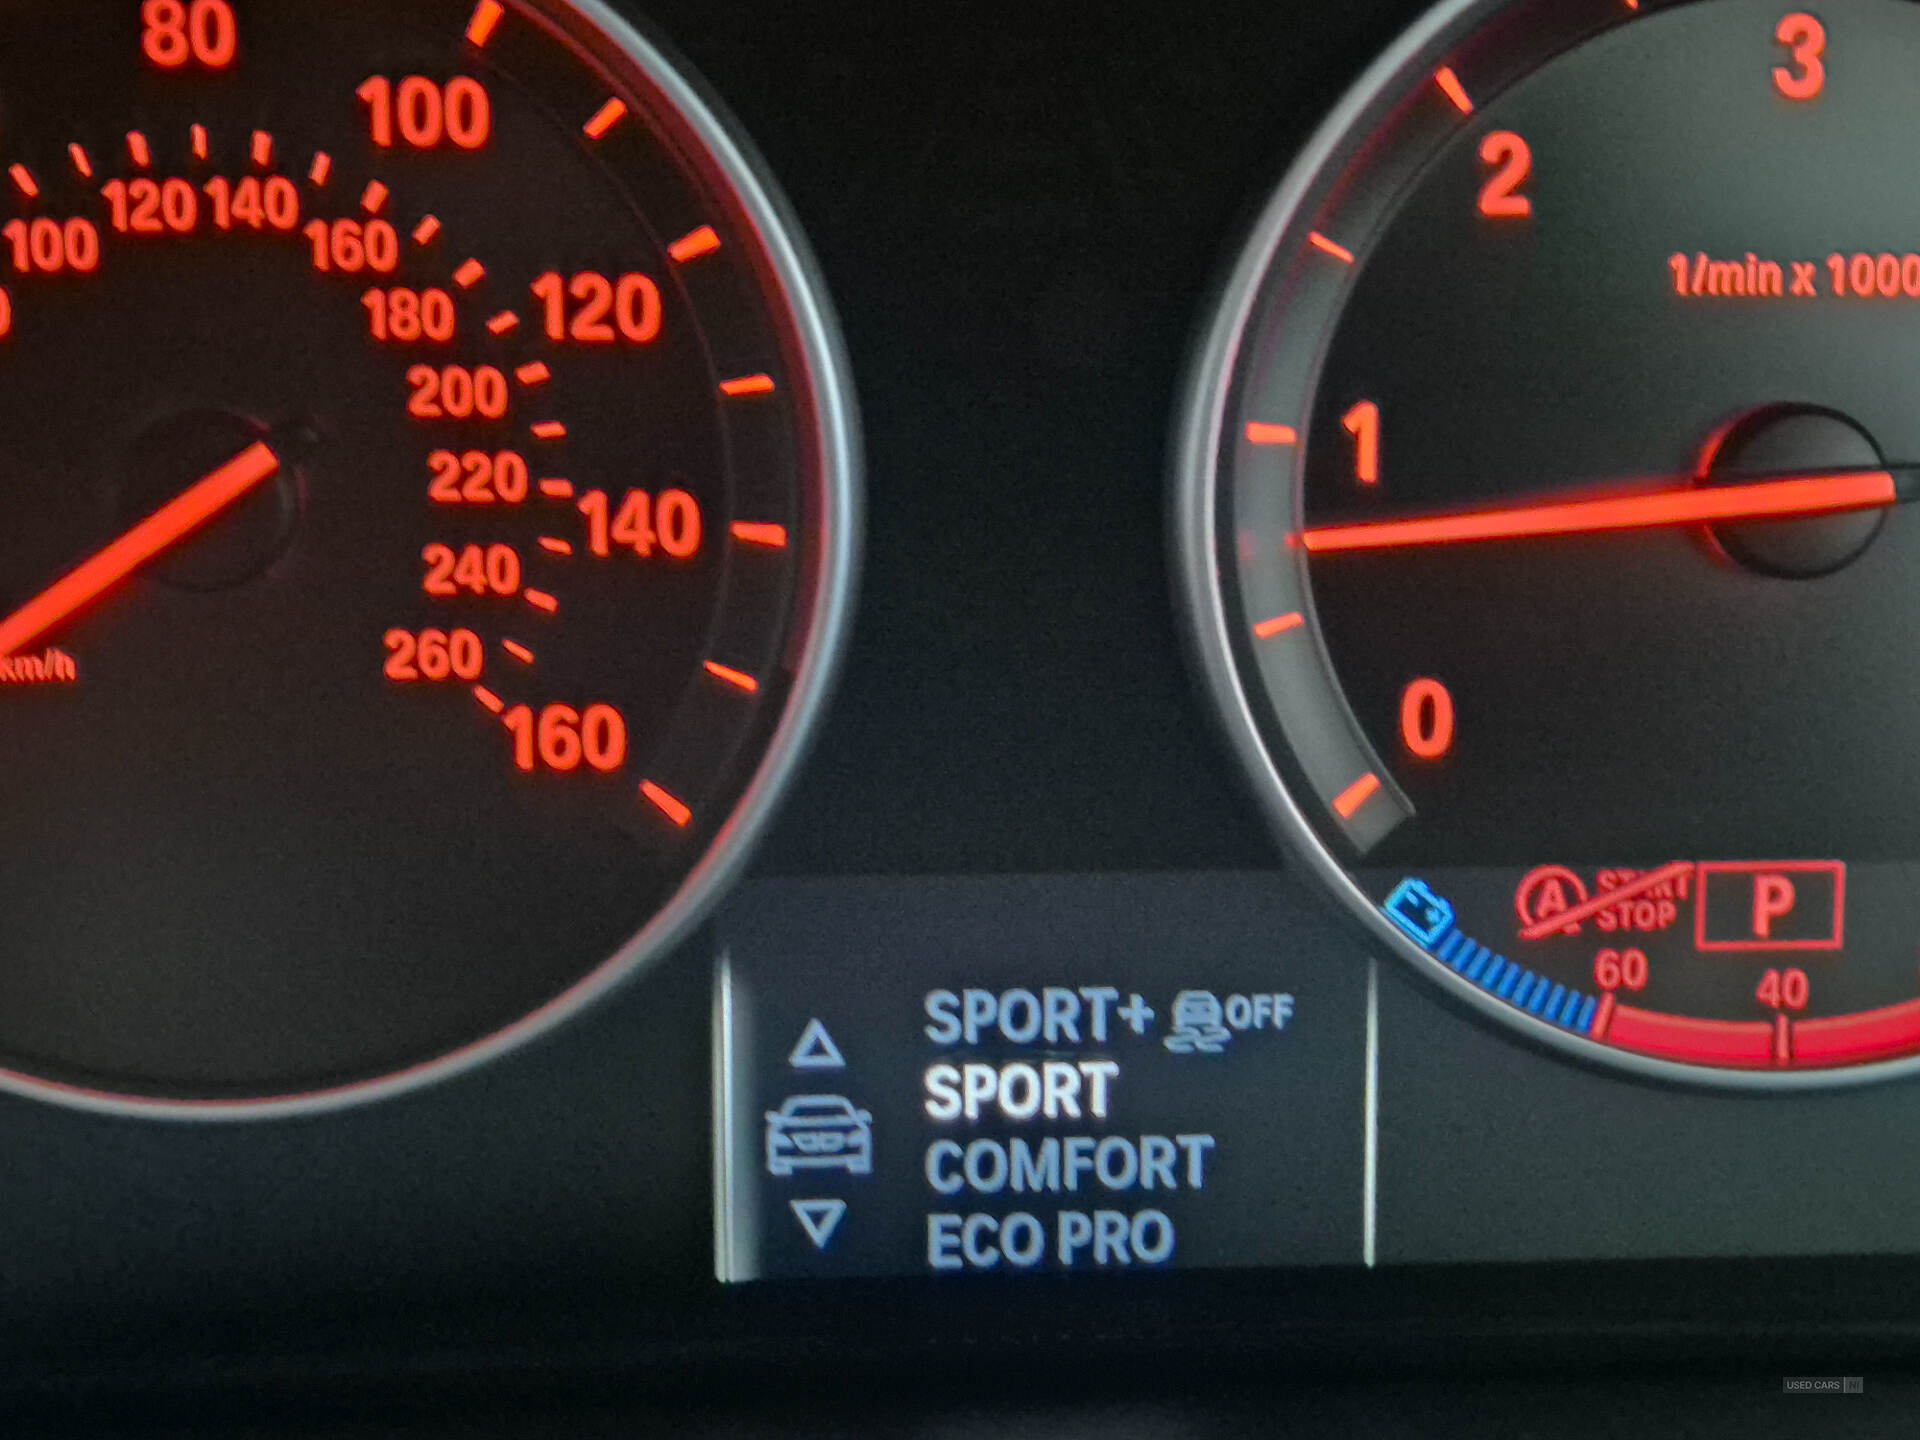 80
100
120
140
160
100
120
140
160
180
200
220
240
260
km/h
3
2
1
0
1/min x 1000
A START STOP
P
60
40
SPORT+ OFF
SPORT
COMFORT
ECO PRO
USED CARS NI